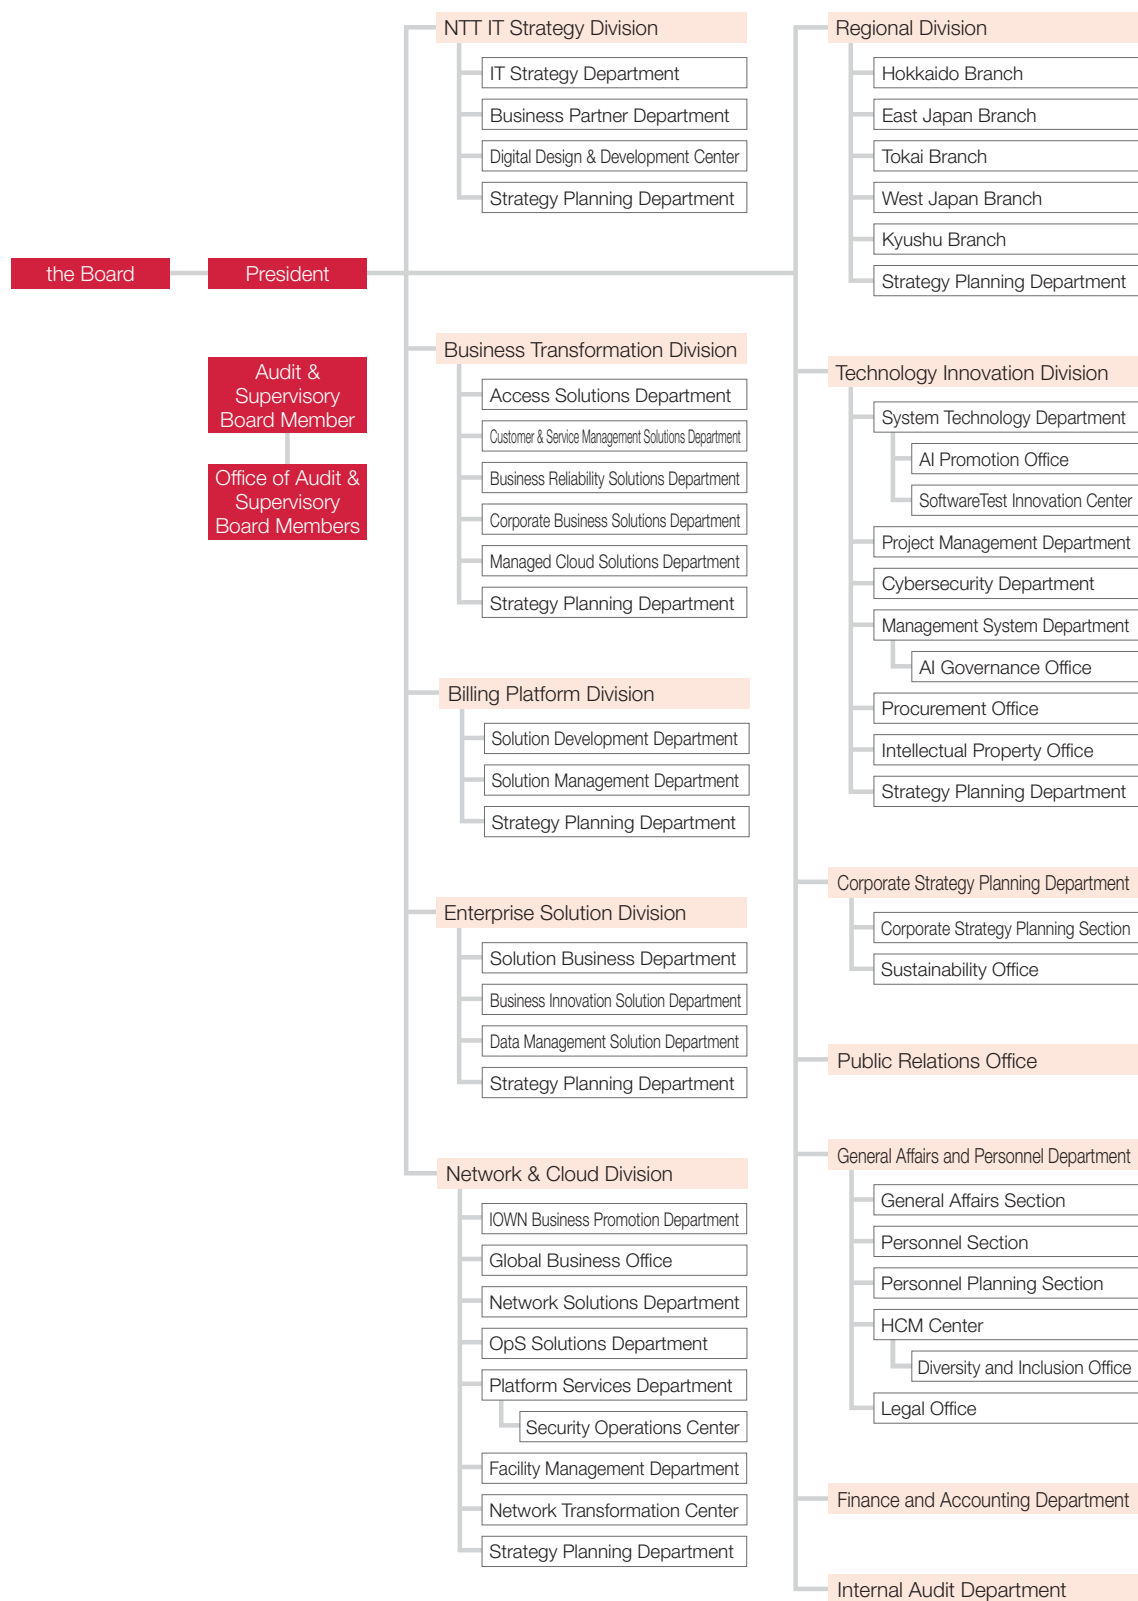 the Board
President
Audit &
Supervisory
Board Member
Office of Audit &
Supervisory
Board Members
NTT IT Strategy Division
IT Strategy Department
Business Partner Department
Digital Design & Development Center
Strategy Planning Department
Business Transformation Division
Access Solutions Department
Customer & Service Management Solutions Department
Business Reliability Solutions Department
Corporate Business Solutions Department
Managed Cloud Solutions Department
Strategy Planning Department
Billing Platform Division
Solution Development Department
Solution Management Department
Strategy Planning Department
Enterprise Solution Division
Solution Business Department
Business Innovation Solution Department
Data Management Solution Department
Strategy Planning Department
Network & Cloud Division
IOWN Business Promotion Department
Global Business Office
Network Solutions Department
OpS Solutions Department
Platform Services Department
Security Operations Center
Facility Management Department
Network Transformation Center
Strategy Planning Department
Regional Division
Hokkaido Branch
East Japan Branch
Tokai Branch
West Japan Branch
Kyushu Branch
Strategy Planning Department
Technology Innovation Division
System Technology Department
AI Promotion Office
SoftwareTest Innovation Center
Project Management Department
Cybersecurity Department
Management System Department
AI Governance Office
Procurement Office
Intellectual Property Office
Strategy Planning Department
Corporate Strategy Planning Department
Corporate Strategy Planning Section
Sustainability Office
Public Relations Office
General Affairs and Personnel Department
General Affairs Section
Personnel Section
Personnel Planning Section
HCM Center
Diversity and Inclusion Office
Legal Office
Finance and Accounting Department
Internal Audit Department